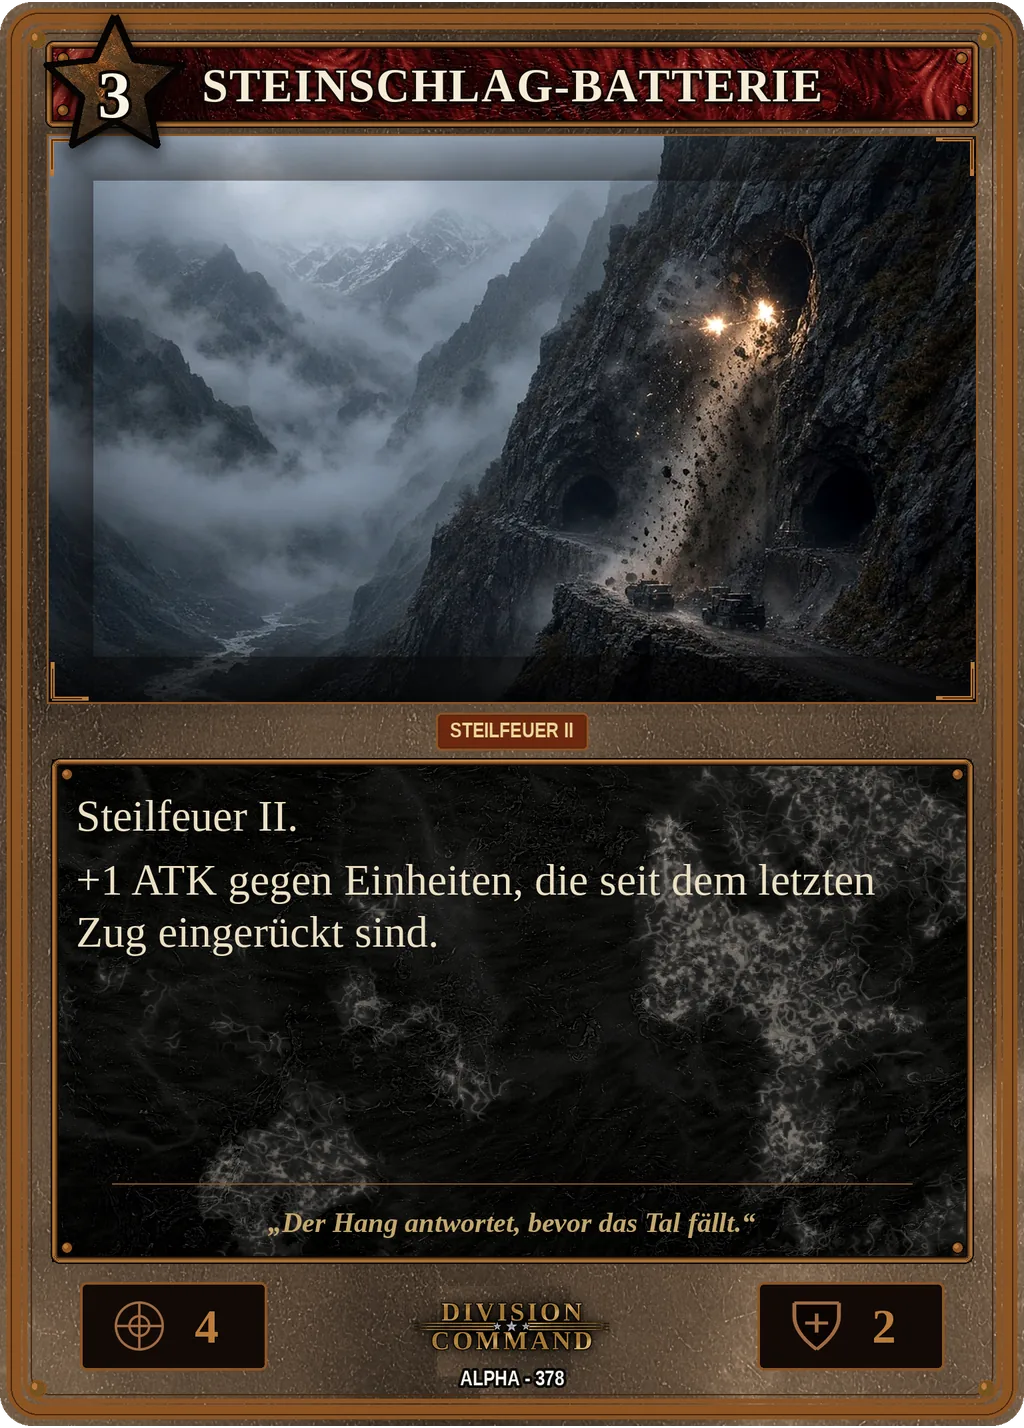 3
STEINSCHLAG-BATTERIE
STEILFEUER II
Steilfeuer II.
+1 ATK gegen Einheiten, die seit dem letzten
Zug eingerückt sind.
„Der Hang antwortet, bevor das Tal fällt.“
4
DIVISION
COMMAND
2
ALPHA - 378